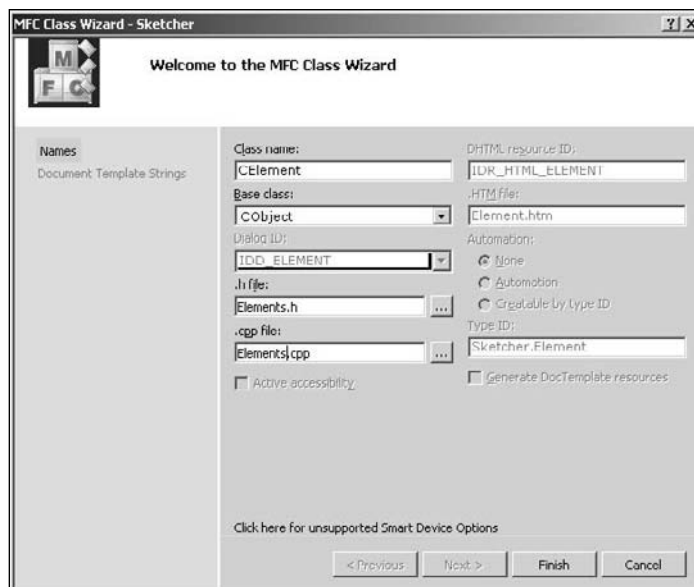 MFC Class Wizard - Sketcher
M
F C
Welcome to the MFC Class Wizard
Names
Document Template Strings
Class name:
CElement
Base class:
CObject
Dialog ID:
IDD_ELEMENT
.h file:
Elements.h
...
.cpp file:
Elements.cpp
...
Active accessibility
DHTML resource ID:
IDR_HTML_ELEMENT
.HTM file:
Element.htm
Automation:
None
Automation
Creatable by type ID
Type ID:
Sketcher.Element
Generate DocTemplate resources
Click here for unsupported Smart Device Options
< Previous
Next >
Finish
Cancel